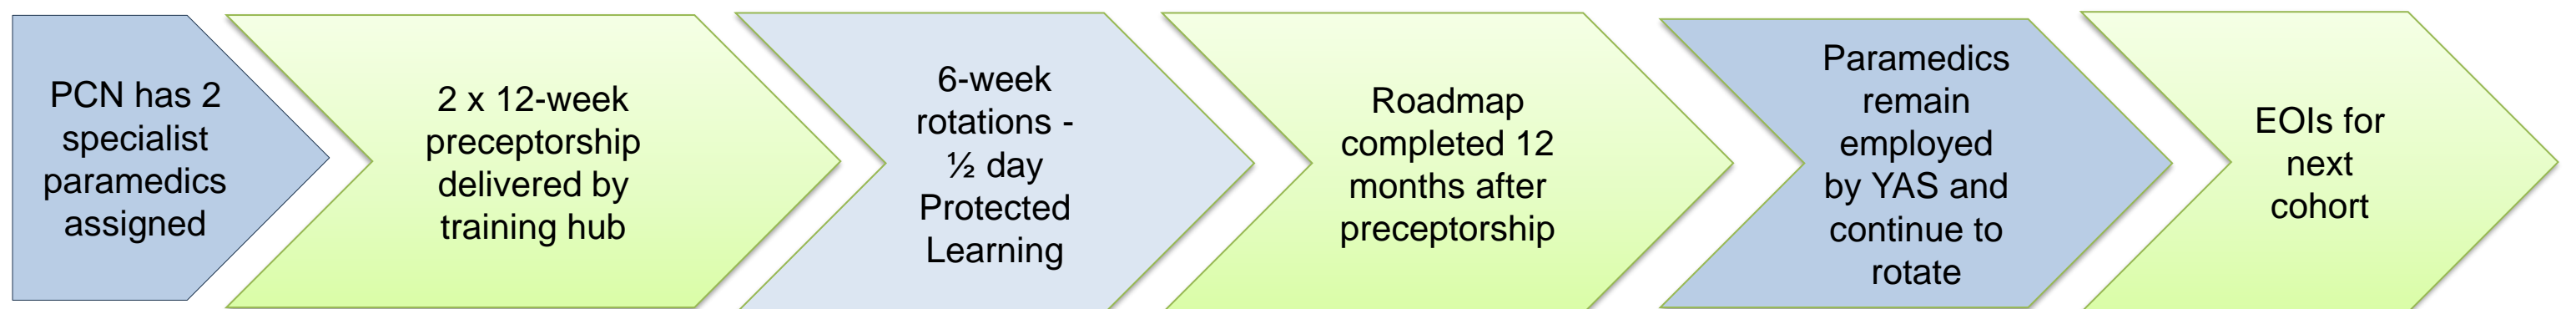 PCN has 2
specialist
paramedics
assigned
2 x 12-week
preceptorship
delivered by
training hub
6-week
rotations -
½ day
Protected
Learning
Roadmap
completed 12
months after
preceptorship
Paramedics
remain
employed
by YAS and
continue to
rotate
EOIs for
next
cohort